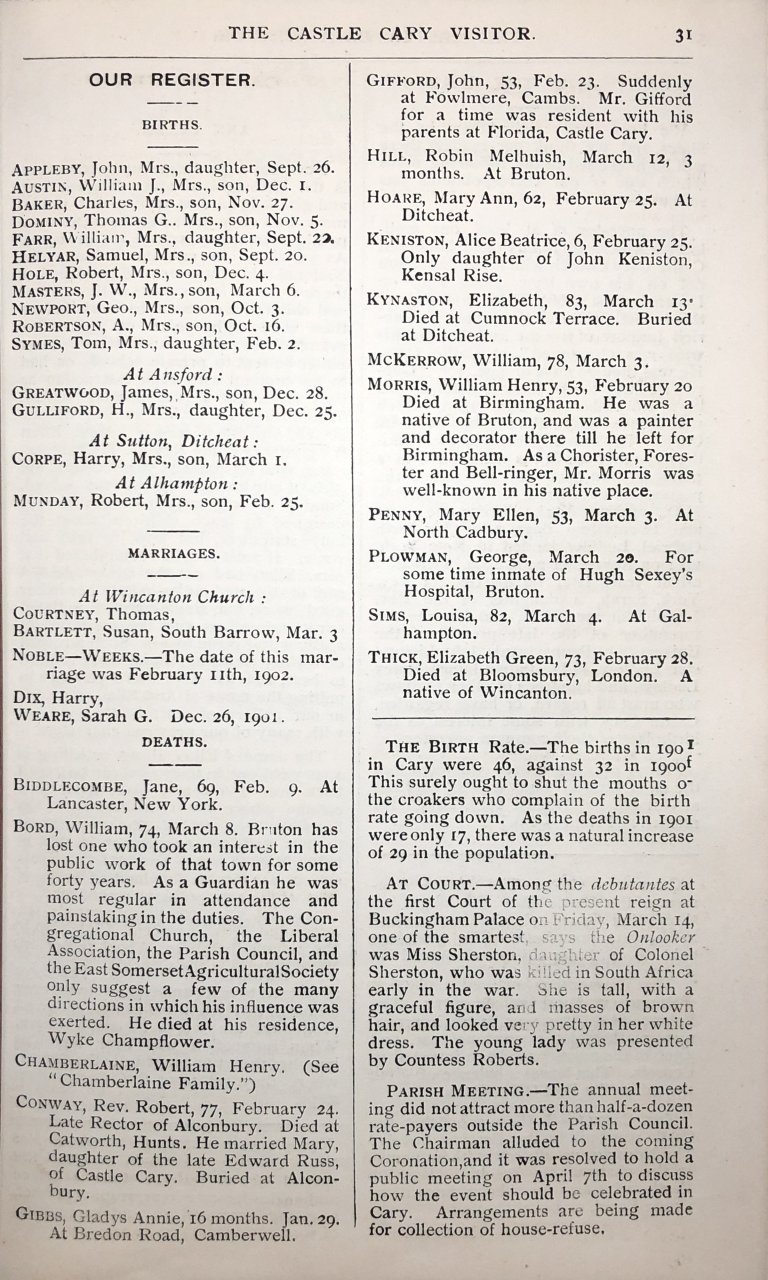 THE CASTLE CARY VISITOR. 31
OUR REGISTER.
BIRTHS.
APPLEBY, John, Mrs., daughter, Sept. 26.
AUSTIN, William J., Mrs., son, Dec. 1.
BAKER, Charles, Mrs., son, Nov. 27.
DOMINY, Thomas G.. Mrs., son, Nov. 5.
FARR, William, Mrs., daughter, Sept. 22.
HELYAR, Samuel, Mrs., son, Sept. 20.
HOLE, Robert, Mrs., son, Dec. 4.
MASTERS, J. W., Mrs., son, March 6.
NEWPORT, Geo., Mrs., son, Oct. 3.
ROBERTSON, A., Mrs., son, Oct. 16.
SYMES, Tom, Mrs., daughter, Feb. 2.
At Ansford :
GREATWOOD, James, Mrs., son, Dec. 28.
GULLIFORD, H., Mrs., daughter, Dec. 25.
At Sutton, Ditcheat :
CORPE, Harry, Mrs., son, March 1.
At Alhampton :
MUNDAY, Robert, Mrs., son, Feb. 25.
MARRIAGES.
At Wincanton Church :
COURTNEY, Thomas,
BARTLETT, Susan, South Barrow, Mar. 3
NOBLE—WEEKS.—The date of this mar-
riage was February 11th, 1902.
DIX, Harry,
WEARE, Sarah G. Dec. 26, 1901.
DEATHS.
BIDDLECOMBE, Jane, 69, Feb. 9. At
Lancaster, New York.
BORD, William, 74, March 8. Bruton has
lost one who took an interest in the
public work of that town for some
forty years. As a Guardian he was
most regular in attendance and
painstaking in the duties. The Con-
gregational Church, the Liberal
Association, the Parish Council, and
the East Somerset Agricultural Society
only suggest a few of the many
directions in which his influence was
exerted. He died at his residence,
Wyke Champflower.
CHAMBERLAINE, William Henry. (See
"Chamberlaine Family.")
CONWAY, Rev. Robert, 77, February 24.
Late Rector of Alconbury. Died at
Catworth, Hunts. He married Mary,
daughter of the late Edward Russ,
of Castle Cary. Buried at Alcon-
bury.
GIBBS, Gladys Annie, 16 months. Jan. 29.
At Bredon Road, Camberwell.
GIFFORD, John, 53, Feb. 23. Suddenly
at Fowlmere, Cambs. Mr. Gifford
for a time was resident with his
parents at Florida, Castle Cary.
HILL, Robin Melhuish, March 12, 3
months. At Bruton.
HOARE, Mary Ann, 62, February 25. At
Ditcheat.
KENISTON, Alice Beatrice, 6, February 25.
Only daughter of John Keniston,
Kensal Rise.
KYNASTON, Elizabeth, 83, March 13.
Died at Cumnock Terrace. Buried
at Ditcheat.
MCKERROW, William, 78, March 3.
MORRIS, William Henry, 53, February 20
Died at Birmingham. He was a
native of Bruton, and was a painter
and decorator there till he left for
Birmingham. As a Chorister, Fores-
ter and Bell-ringer, Mr. Morris was
well-known in his native place.
PENNY, Mary Ellen, 53, March 3. At
North Cadbury.
PLOWMAN, George, March 20. For
some time inmate of Hugh Sexey's
Hospital, Bruton.
SIMS, Louisa, 82, March 4. At Gal-
hampton.
THICK, Elizabeth Green, 73, February 28.
Died at Bloomsbury, London. A
native of Wincanton.
THE BIRTH Rate.—The births in 1901
in Cary were 46, against 32 in 1900f
This surely ought to shut the mouths o-
the croakers who complain of the birth
rate going down. As the deaths in 1901
were only 17, there was a natural increase
of 29 in the population.
AT COURT.—Among the debutantes at
the first Court of the present reign at
Buckingham Palace on Friday, March 14,
one of the smartest, says the Onlooker
was Miss Sherston, daughter of Colonel
Sherston, who was killed in South Africa
early in the war. She is tall, with a
graceful figure, and masses of brown
hair, and looked very pretty in her white
dress. The young lady was presented
by Countess Roberts.
PARISH MEETING.—The annual meet-
ing did not attract more than half-a-dozen
rate-payers outside the Parish Council.
The Chairman alluded to the coming
Coronation,and it was resolved to hold a
public meeting on April 7th to discuss
how the event should be celebrated in
Cary. Arrangements are being made
for collection of house-refuse.